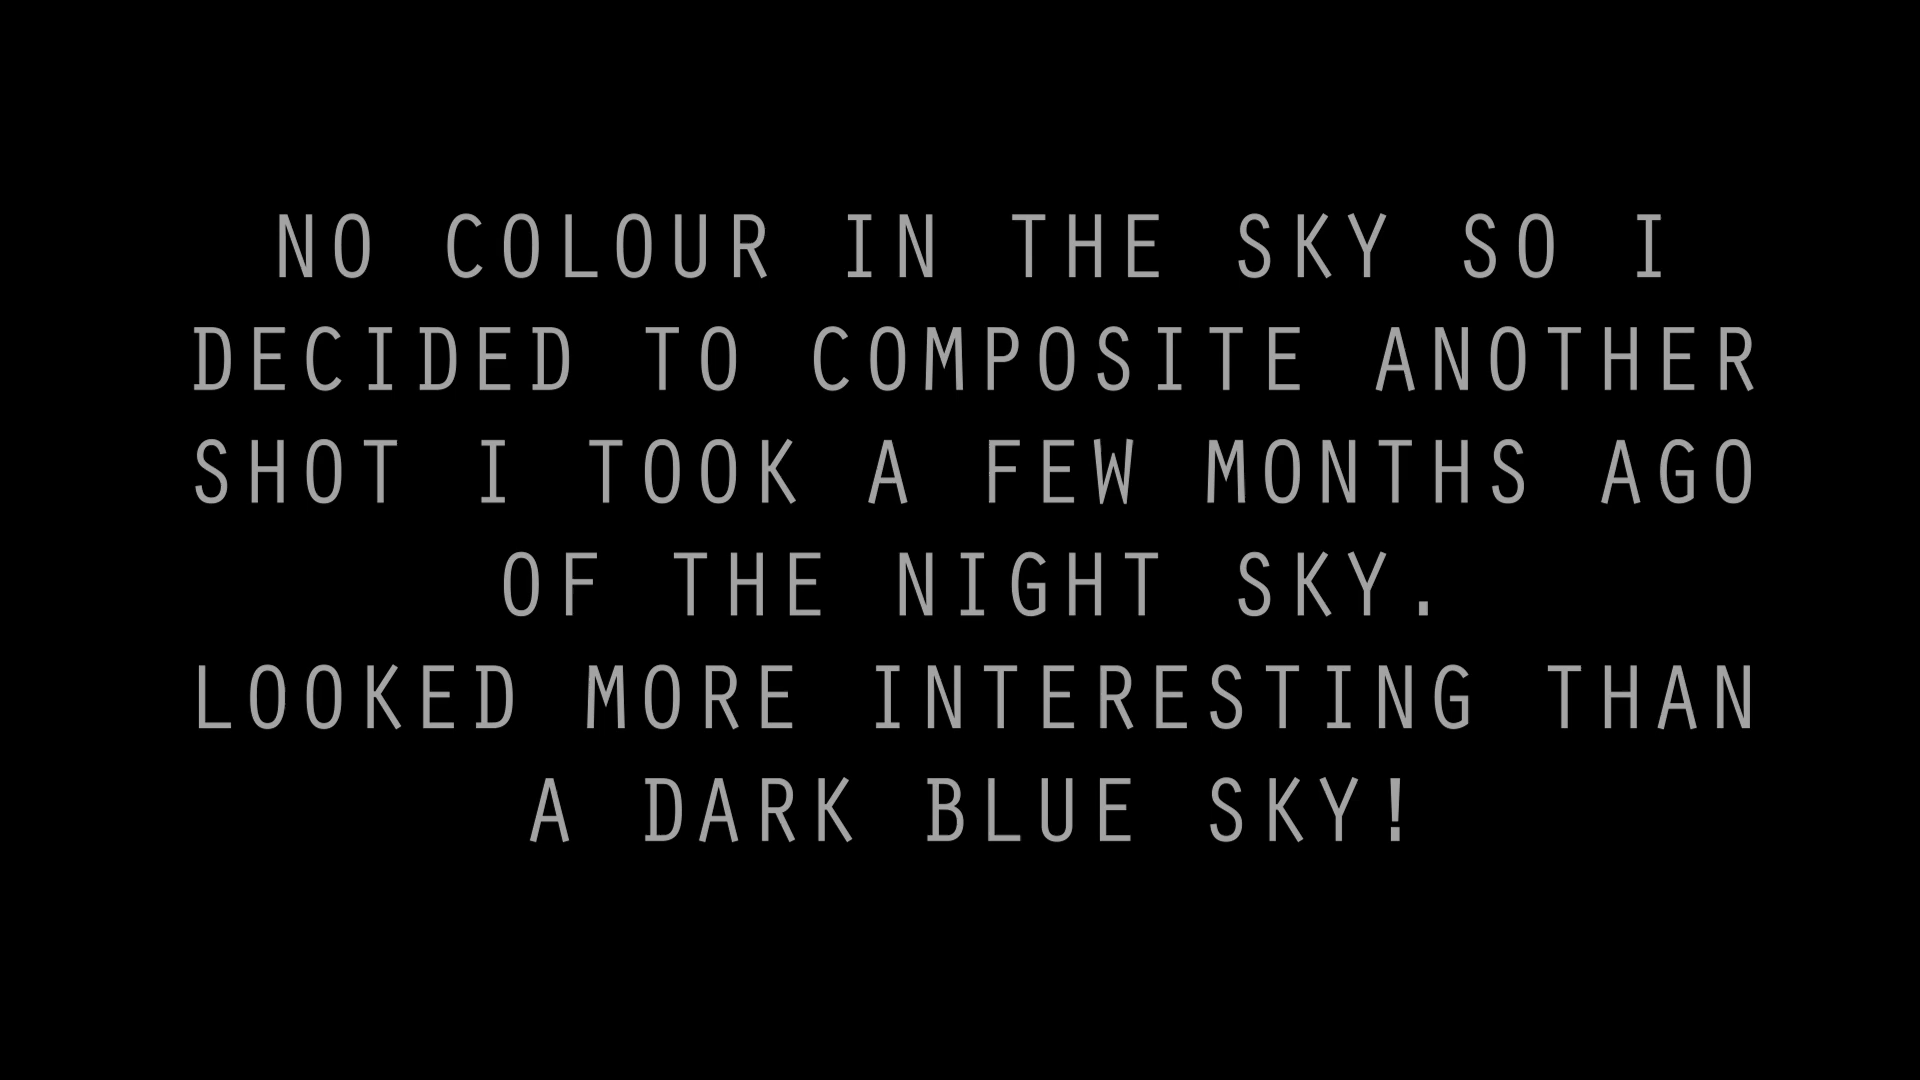 NO COLOUR IN THE SKY SO I
DECIDED TO COMPOSITE ANOTHER
SHOT I TOOK A FEW MONTHS AGO
OF THE NIGHT SKY.
LOOKED MORE INTERESTING THAN
A DARK BLUE SKY!